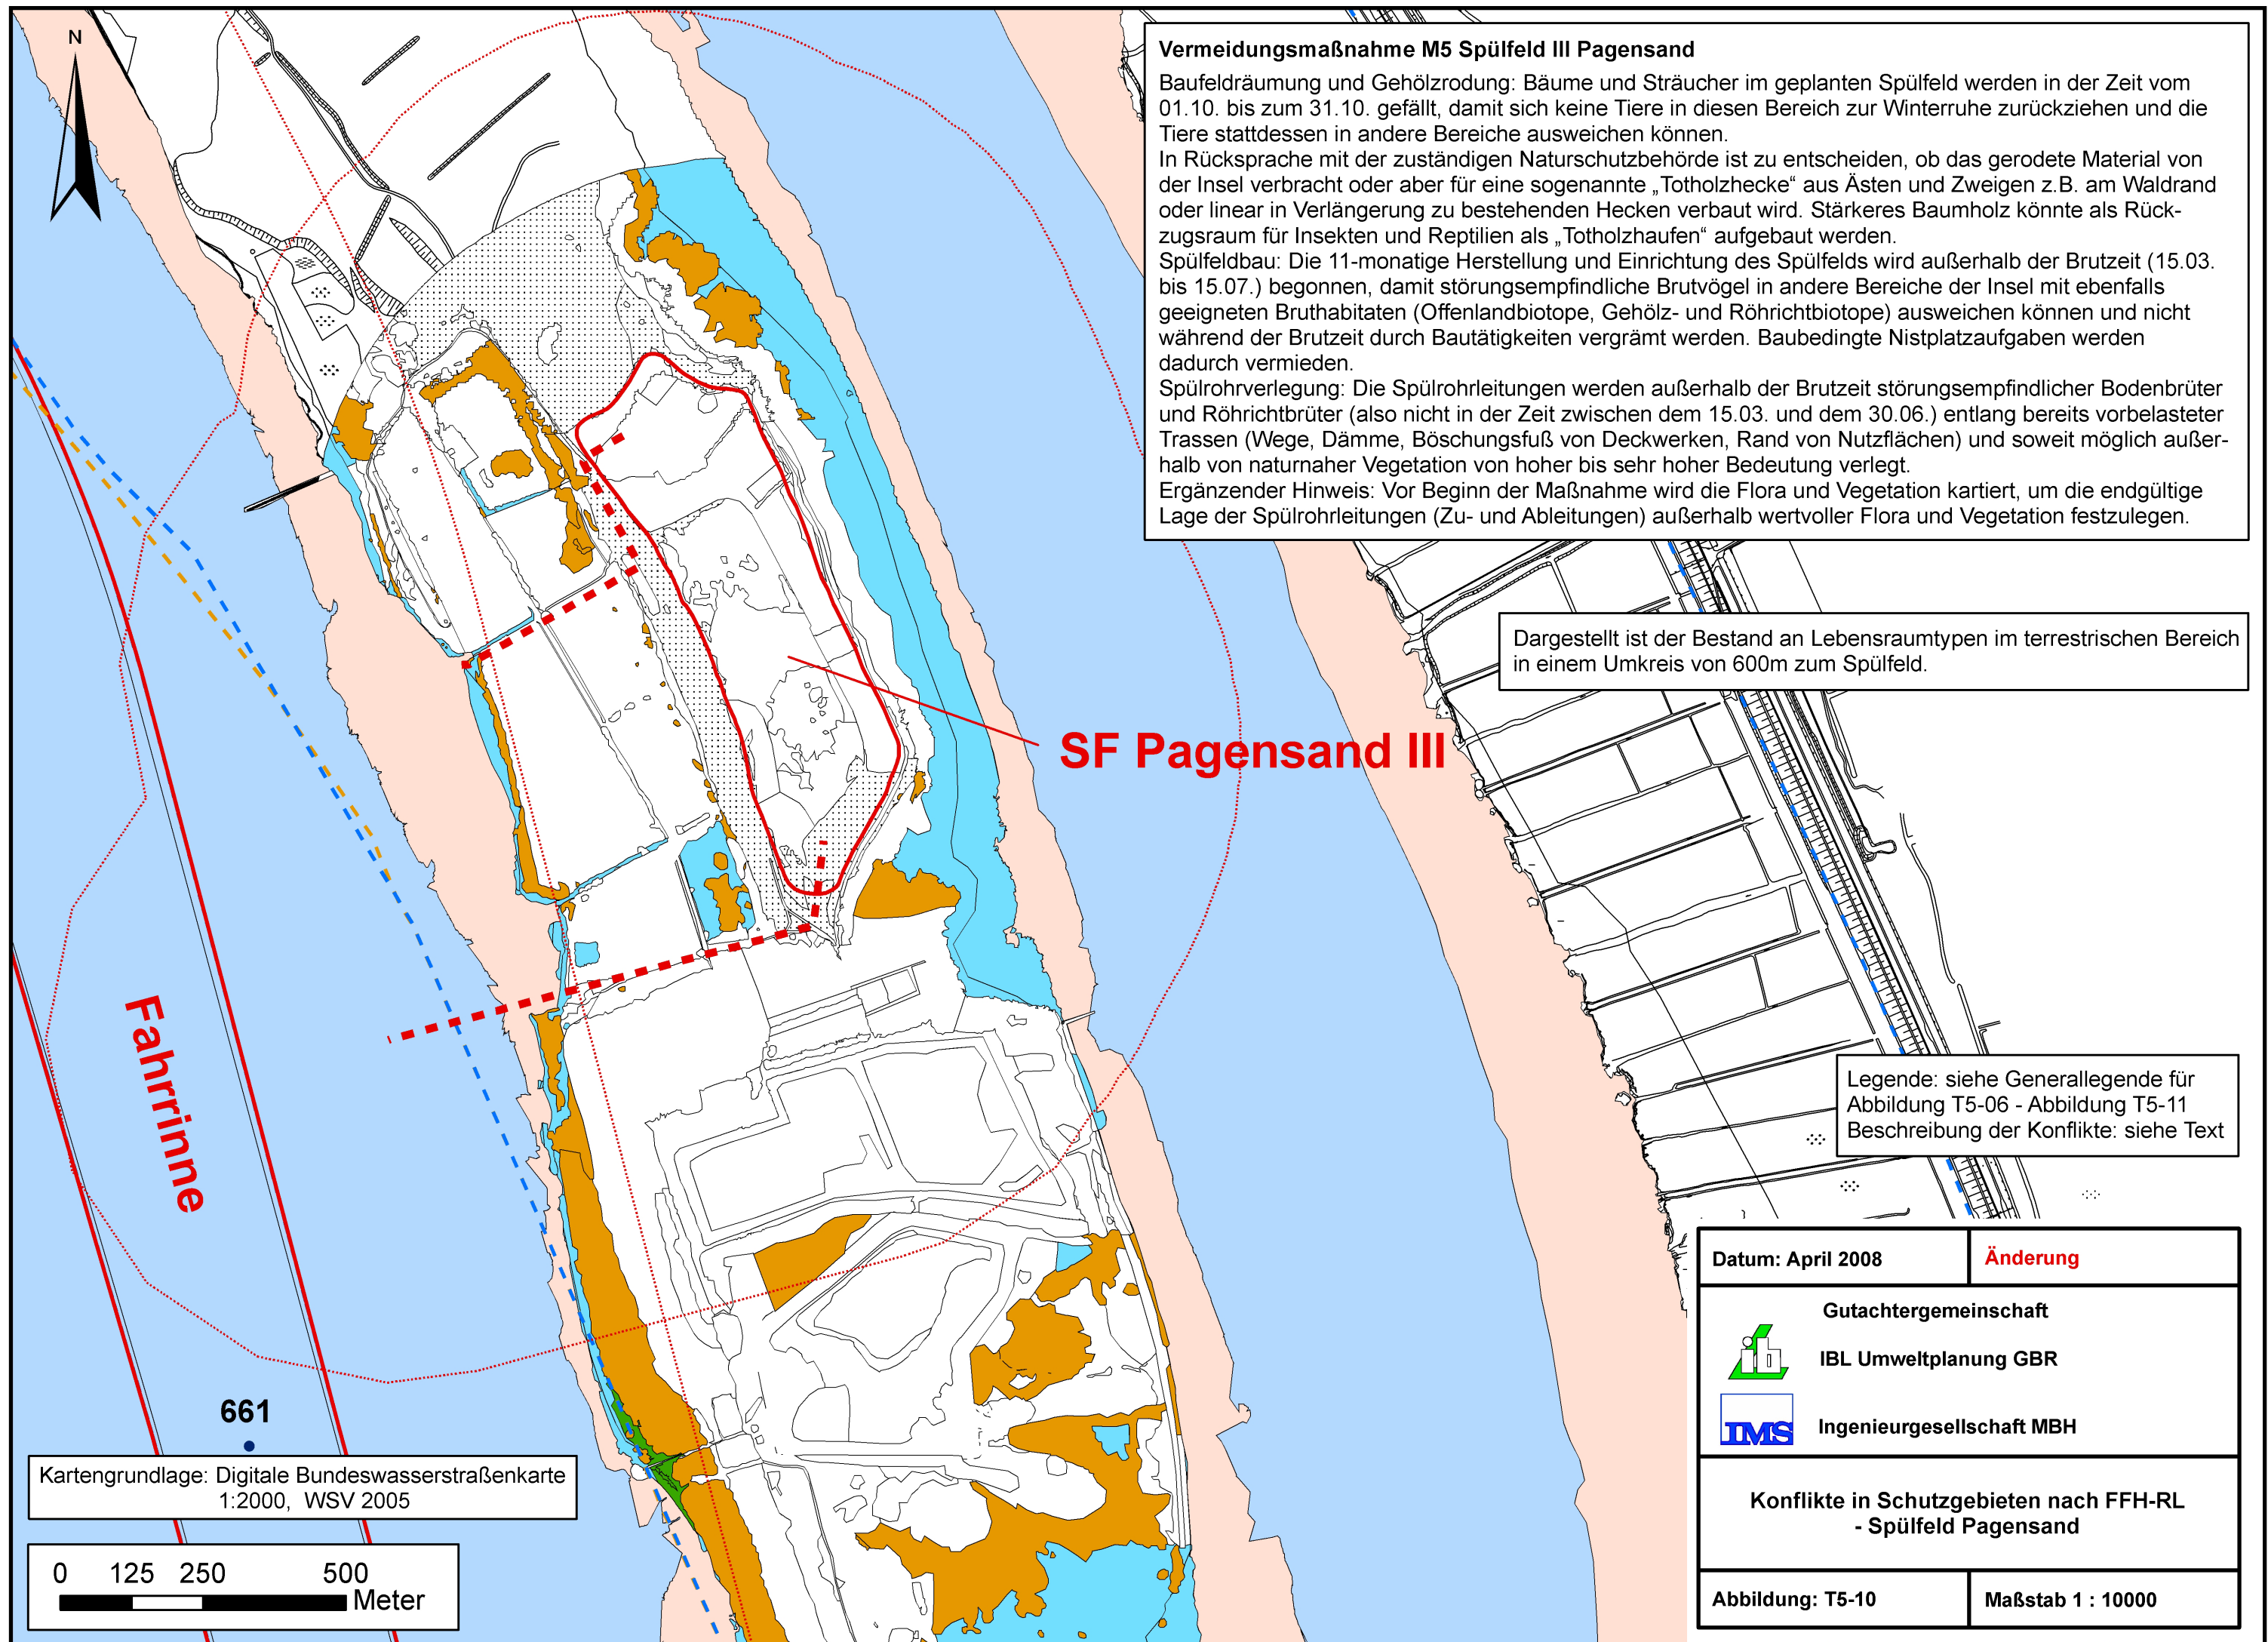 N
Vermeidungsmaßnahme M5 Spülfeld III Pagensand
Baufeldräumung und Gehölzrodung: Bäume und Sträucher im geplanten Spülfeld werden in der Zeit vom
01.10. bis zum 31.10. gefällt, damit sich keine Tiere in diesen Bereich zur Winterruhe zurückziehen und die
Tiere stattdessen in andere Bereiche ausweichen können.
In Rücksprache mit der zuständigen Naturschutzbehörde ist zu entscheiden, ob das gerodete Material von
der Insel verbracht oder aber für eine sogenannte „Totholzhecke“ aus Ästen und Zweigen z.B. am Waldrand
oder linear in Verlängerung zu bestehenden Hecken verbaut wird. Stärkeres Baumholz könnte als Rück-
zugsraum für Insekten und Reptilien als „Totholzhaufen“ aufgebaut werden.
Spülfeldbau: Die 11-monatige Herstellung und Einrichtung des Spülfelds wird außerhalb der Brutzeit (15.03.
bis 15.07.) begonnen, damit störungsempfindliche Brutvögel in andere Bereiche der Insel mit ebenfalls
geeigneten Bruthabitaten (Offenlandbiotope, Gehölz- und Röhrichtbiotope) ausweichen können und nicht
während der Brutzeit durch Bautätigkeiten vergrämt werden. Baubedingte Nistplatzaufgaben werden
dadurch vermieden.
Spülrohrverlegung: Die Spülrohrleitungen werden außerhalb der Brutzeit störungsempfindlicher Bodenbrüter
und Röhrichtbrüter (also nicht in der Zeit zwischen dem 15.03. und dem 30.06.) entlang bereits vorbelasteter
Trassen (Wege, Dämme, Böschungsfuß von Deckwerken, Rand von Nutzflächen) und soweit möglich außer-
halb von naturnaher Vegetation von hoher bis sehr hoher Bedeutung verlegt.
Ergänzender Hinweis: Vor Beginn der Maßnahme wird die Flora und Vegetation kartiert, um die endgültige
Lage der Spülrohrleitungen (Zu- und Ableitungen) außerhalb wertvoller Flora und Vegetation festzulegen.
Dargestellt ist der Bestand an Lebensraumtypen im terrestrischen Bereich
in einem Umkreis von 600m zum Spülfeld.
SF Pagensand III
Fahrrinne
Legende: siehe Generallegende für
Abbildung T5-06 - Abbildung T5-11
Beschreibung der Konflikte: siehe Text
661
Kartengrundlage: Digitale Bundeswasserstraßenkarte
1:2000, WSV 2005
0 125 250 500
Meter
Datum: April 2008
Änderung
Gutachtergemeinschaft
ib
IBL Umweltplanung GBR
IMS
Ingenieurgesellschaft MBH
Konflikte in Schutzgebieten nach FFH-RL
- Spülfeld Pagensand
Abbildung: T5-10
Maßstab 1 : 10000